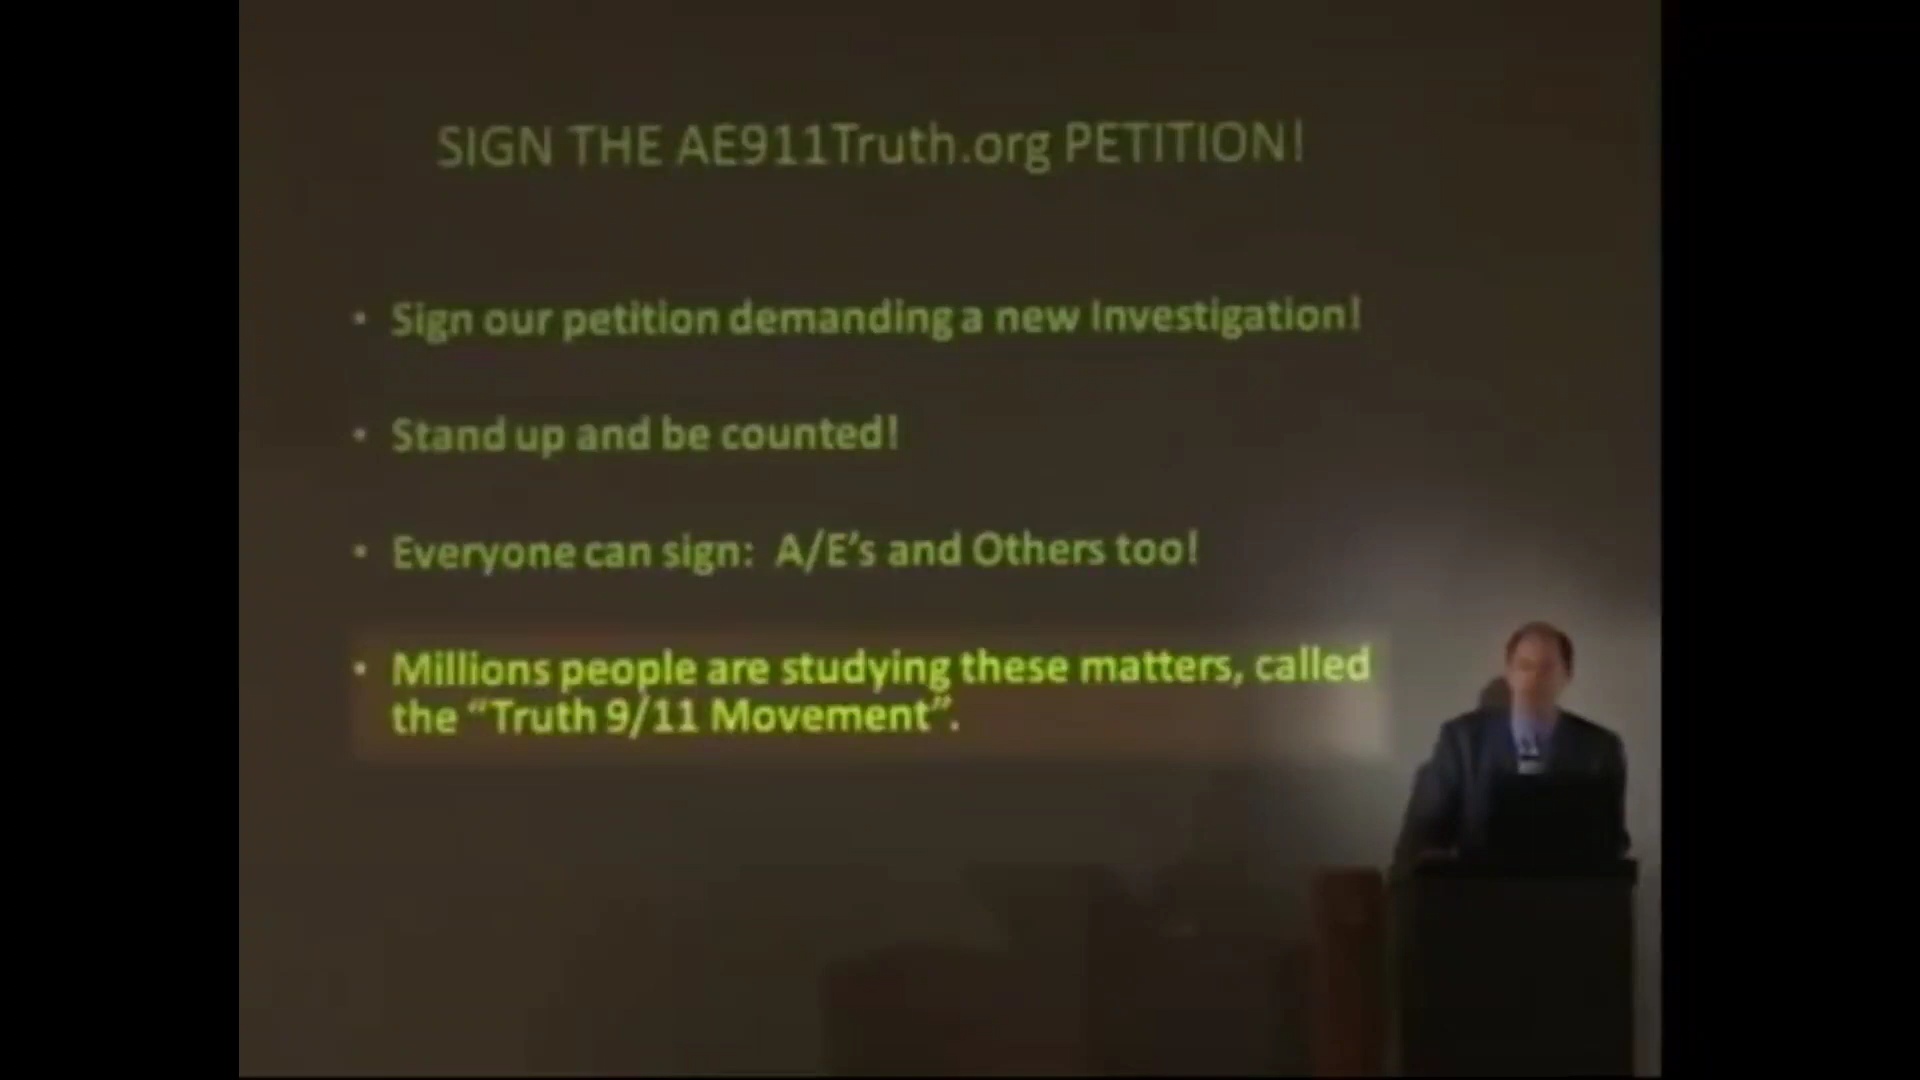 SIGN THE AE911Truth.org PETITION!
• Sign our petition demanding a new Investigation!
• Stand up and be counted!
• Everyone can sign: A/E's and Others too!
• Millions people are studying these matters, called
the “Truth 9/11 Movement”.